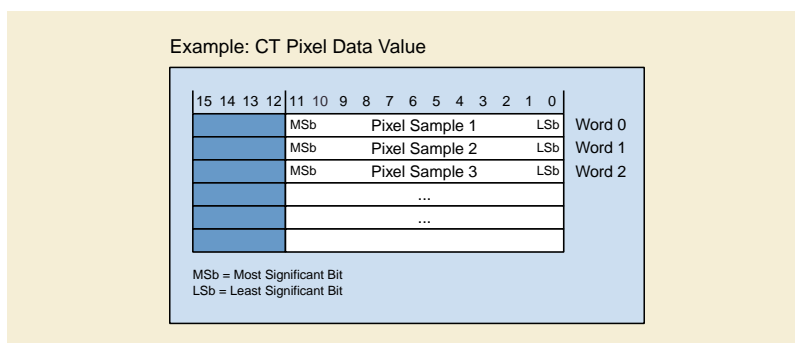 Example: CT Pixel Data Value
15 14 13 12 11 10 9 8 7 6 5 4 3 2 1 0
MSb Pixel Sample 1 LSb Word 0
MSb Pixel Sample 2 LSb Word 1
MSb Pixel Sample 3 LSb Word 2
...
...
MSb = Most Significant Bit
LSb = Least Significant Bit